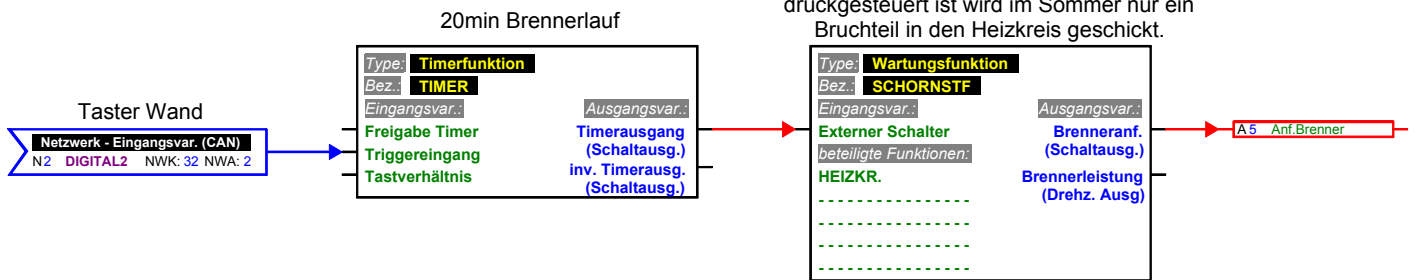 druckgesteuert ist wird im Sommer nur ein
Bruchteil in den Heizkreis geschickt.
20min Brennerlauf
Taster Wand
Netzwerk - Eingangsvar. (CAN)
N2 DIGITAL2 NWK: 32 NWA: 2
Type: Timerfunktion
Bez.: TIMER
Eingangsvar.: Ausgangsvar.:
Freigabe Timer Timerausgang
(Schaltausg.)
Triggereingang
Tastverhältnis inv. Timerausg.
(Schaltausg.)
Type: Wartungsfunktion
Bez.: SCHORNSTF
Eingangsvar.: Ausgangsvar.:
Externer Schalter Brenneranf.
(Schaltausg.)
beteiligte Funktionen:
HEIZKR. Brennerleistung
(Drehz. Ausg)
A5 Anf.Brenner